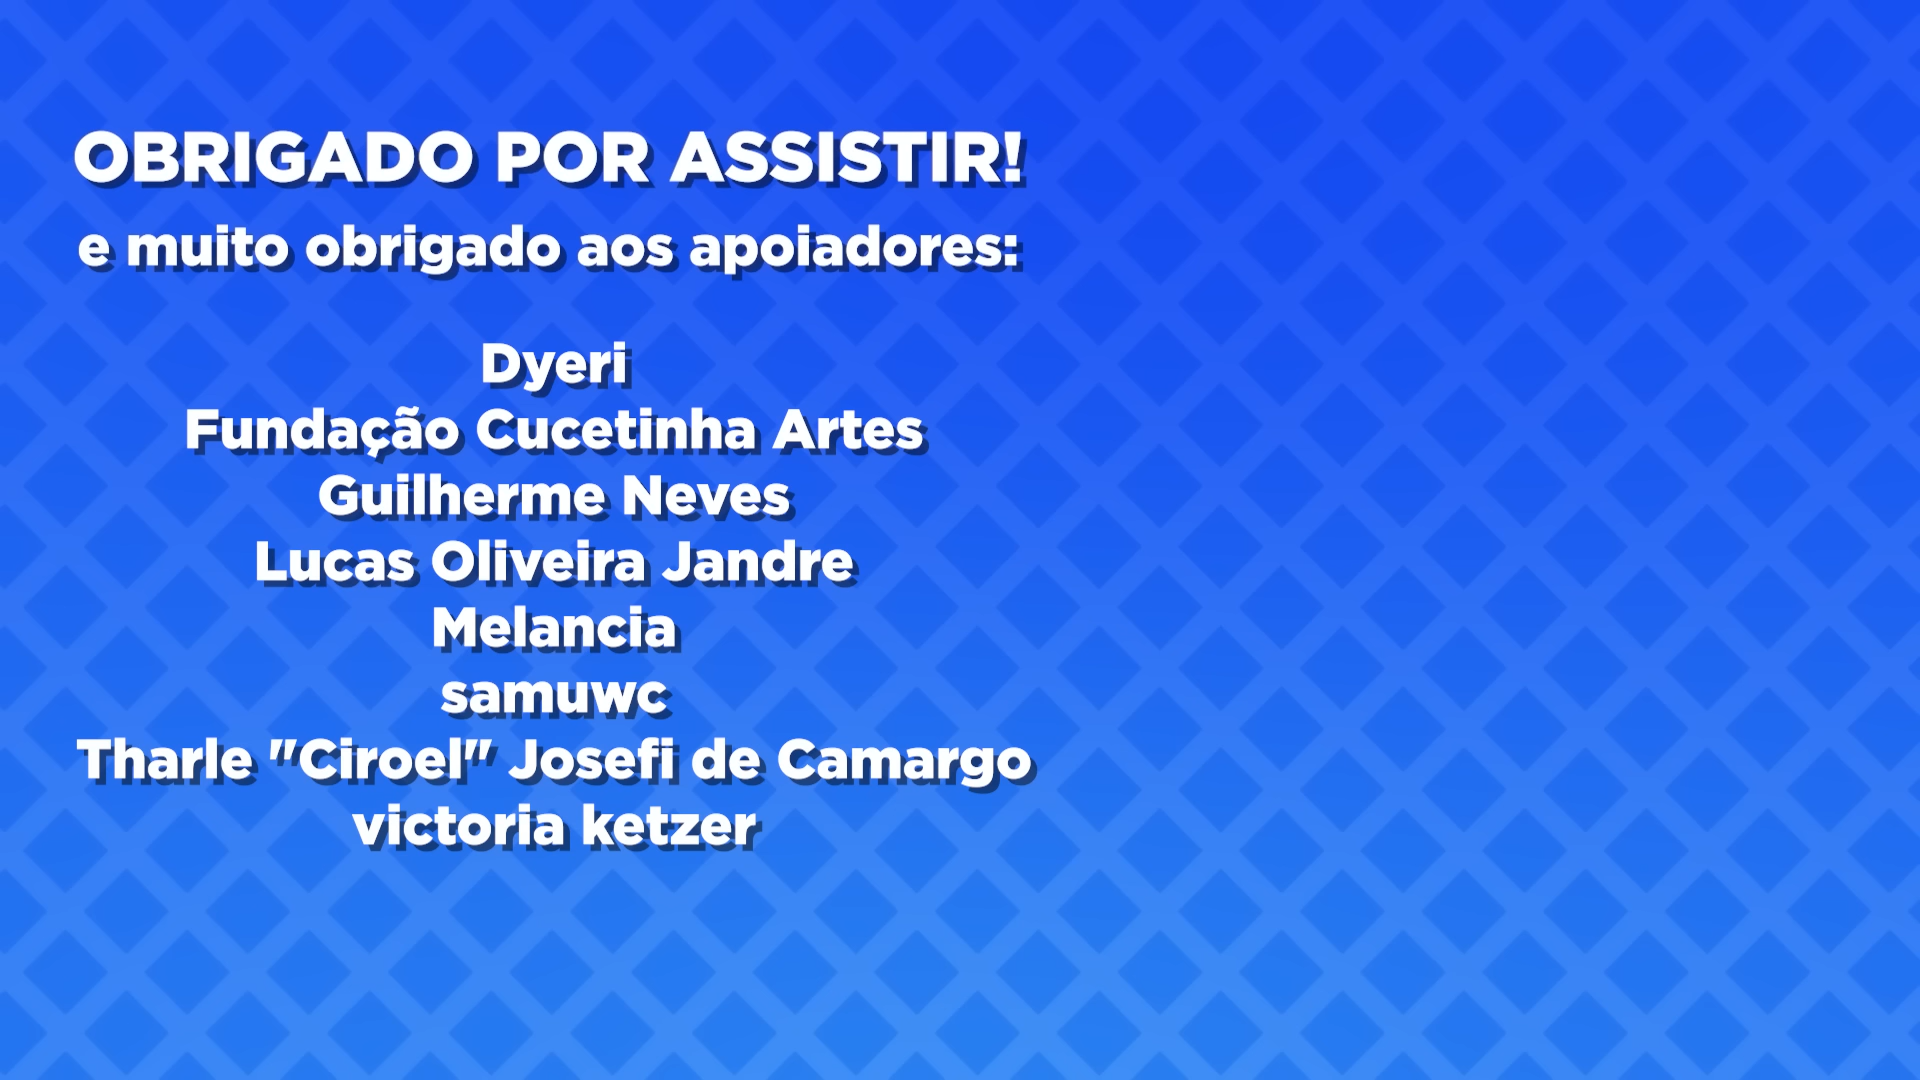 OBRIGADO POR ASSISTIR!
e muito obrigado aos apoiadores:
Dyeri
Fundação Cucetinha Artes
Guilherme Neves
Lucas Oliveira Jandre
Melancia
samuwc
Tharle "Ciroel" Josefi de Camargo
victoria ketzer